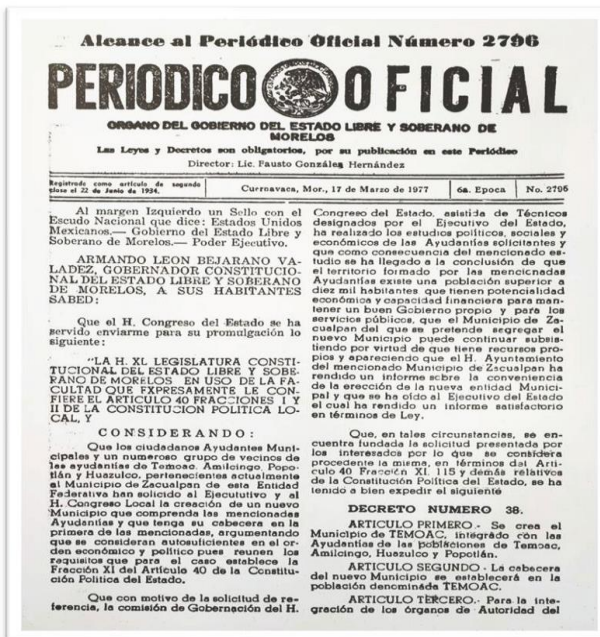 Alcance al Periódico Oficial Número 2796
PERIODICO OFICIAL
ORGANO DEL GOBIERNO DEL ESTADO LIBRE Y SOBERANO DE
MORELOS
Las Leyes y Decretos son obligatorios, por su publicación en este Periódico
Director: Lic. Fausto González Hernández
Registrado como artículo de segunda
clase el 22 de Junio de 1934.
Cuernavaca, Mor., 17 de Marzo de 1977
6a. Epoca
No. 2796
Al margen Izquierdo un Sello con el
Escudo Nacional que dice: Estados Unidos
Mexicanos.— Gobierno del Estado Libre y
Soberano de Morelos.— Poder Ejecutivo.
ARMANDO LEON BEJARANO VA-
LADEZ, GOBERNADOR CONSTITUCIO-
NAL DEL ESTADO LIBRE Y SOBERANO
DE MORELOS, A SUS HABITANTES
SABED:
Que el H. Congreso del Estado se ha
servido enviarme para su promulgación lo
siguiente:
"LA H. XL LEGISLATURA CONSTI-
TUCIONAL DEL ESTADO LIBRE Y SOBE-
RANO DE MORELOS EN USO DE LA FA-
CULTAD QUE EXPRESAMENTE LE CON-
FIERE EL ARTICULO 40 FRACCIONES I Y
II DE LA CONSTITUCION POLITICA LO-
CAL, Y
CONSIDERANDO:
Que los ciudadanos Ayudantes Muni-
cipales y un numeroso grupo de vecinos de
las ayudantías de Temoac, Amilcingo, Popo-
tlán y Huazulco, pertenecientes actualmente
al Municipio de Zacualpan de esta Entidad
Federativa han solicido al Ejecututivo y al
H. Congreso Local la creación de un nuevo
Municipio que comprenda las mencionadas
Ayudantías y que tenga su cabecera en la
primera de las mencionadas, argumentando
que se consideran autosuficientes en el or-
den económico y político pues reunen los
requisitos que para el caso establece la
Fracción XI del Artículo 40 de la Constitu-
ción Política del Estado.
Que con motivo de la solicitud de re-
ferencia, la comisión de Gobernación del H.
Congreso del Estado, asistida de Técnicos
designados por el Ejecutivo del Estado,
ha realizado los estudios políticos, sociales y
económicos de las Ayudantías solicitantes y
que como consecuencia del mencionado es-
tudio se ha llegado a la conclusión de que
el territorio formado por las mencionadas
Ayudantías existe una población superior a
diez mil habitantes que tienen potencialidad
económica y capacidad financiera para man-
tener un buen Gobierno propio y para los
servicios públicos, que el Municipio de Za-
cualpan del que se pretende segregar el
nuevo Municipio puede continuar subsis-
tiendo por virtud de que tiene recursos pro-
pios y apareciendo que el H. Ayuntamiento
del mencionado Municipio de Zacualpan ha
rendido un informe sobre la conveniencia
de la erección de la nueva entidad Munici-
pal y que se ha oído al Ejecutivo del Estado
el cual ha rendido un informe satisfactorio
en términos de Ley.
Que, en tales circunstancias, se en-
cuentra fundada la solicitud presentada por
los interesados por lo que se considera
procedente la misma, en términos del Artí-
culo 40 Fracción XI. 115 y demás relativos
de la Constitución Política del Estado, se ha
tenido a bien expedir el siguiente
DECRETO NUMERO 38.
ARTICULO PRIMERO.- Se crea el
Municipio de TEMOAC, integrado con las
Ayudantías de las poblaciones de Temoac,
Amilcingo, Huazulco y Popotlán.
ARTICULO SEGUNDO - La cabecera
del nuevo Municipio se establecerá en la
población denominada TEMOAC.
ARTICULO TERCERO.- Para la inte-
gración de los órganos de Autoridad del